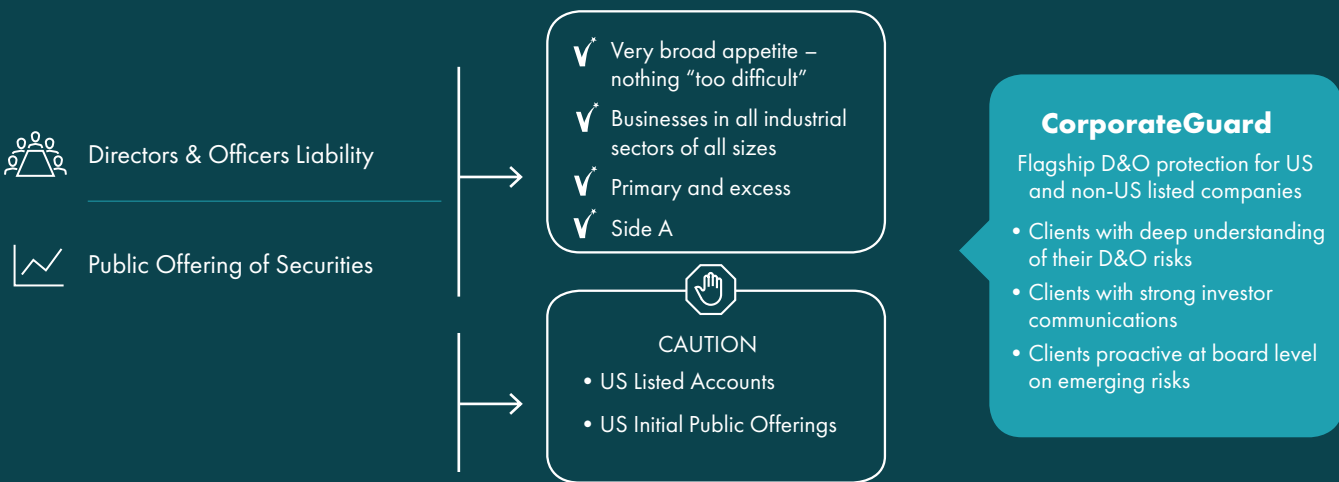 Directors & Officers Liability
Public Offering of Securities
Very broad appetite –
nothing “too difficult”
Businesses in all industrial
sectors of all sizes
Primary and excess
Side A
CAUTION
• US Listed Accounts
• US Initial Public Offerings
CorporateGuard
Flagship D&O protection for US
and non-US listed companies
• Clients with deep understanding
of their D&O risks
• Clients with strong investor
communications
• Clients proactive at board level
on emerging risks